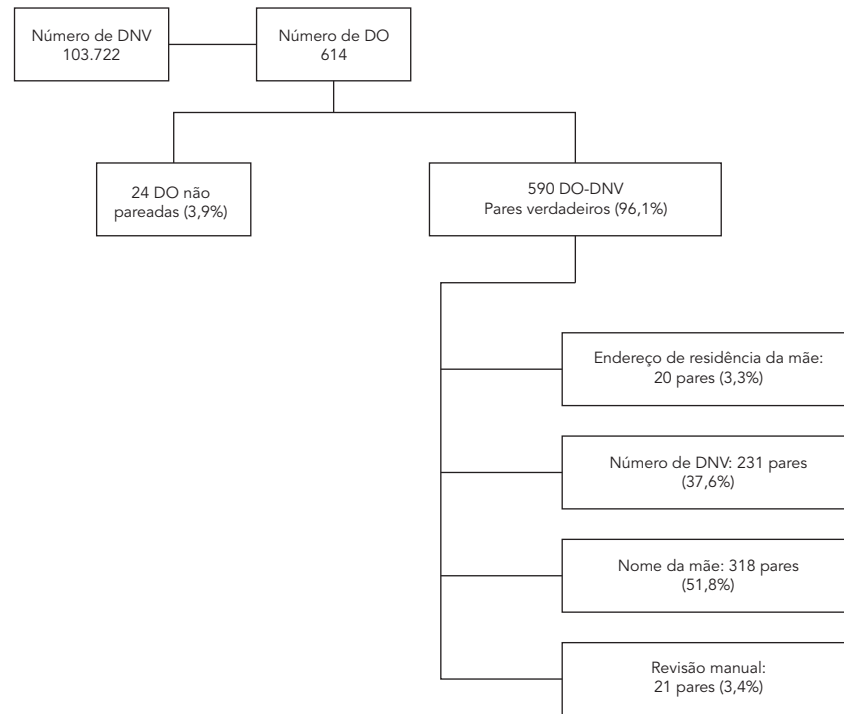 Número de DNV
103.722
Número de DO
614
24 DO não
pareadas (3,9%)
590 DO-DNV
Pares verdadeiros (96,1%)
Endereço de residência da mãe:
20 pares (3,3%)
Número de DNV: 231 pares
(37,6%)
Nome da mãe: 318 pares
(51,8%)
Revisão manual:
21 pares (3,4%)